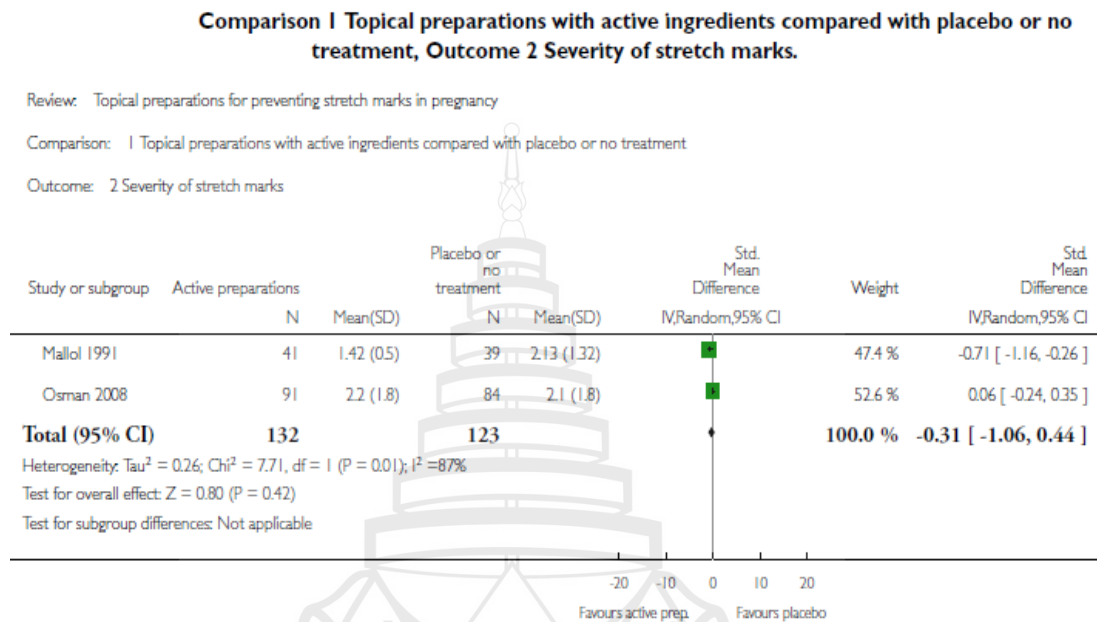 Comparison 1 Topical preparations with active ingredients compared with placebo or no
treatment, Outcome 2 Severity of stretch marks.
Review: Topical preparations for preventing stretch marks in pregnancy
Comparison: 1 Topical preparations with active ingredients compared with placebo or no treatment
Outcome: 2 Severity of stretch marks
Study or subgroup Active preparations Placebo or no treatment Std. Mean Difference Weight Std. Mean Difference
N Mean(SD) N Mean(SD) IV,Random,95% CI IV,Random,95% CI
Mallol 1991 41 1.42 (0.5) 39 2.13 (1.32) 47.4 % -0.71 [ -1.16, -0.26 ]
Osman 2008 91 2.2 (1.8) 84 2.1 (1.8) 52.6 % 0.06 [ -0.24, 0.35 ]
Total (95% CI) 132 123 100.0 % -0.31 [ -1.06, 0.44 ]
Heterogeneity: Tau² = 0.26; Chi² = 7.71, df = 1 (P = 0.01); I² =87%
Test for overall effect: Z = 0.80 (P = 0.42)
Test for subgroup differences: Not applicable
-20 -10 0 10 20
Favours active prep. Favours placebo